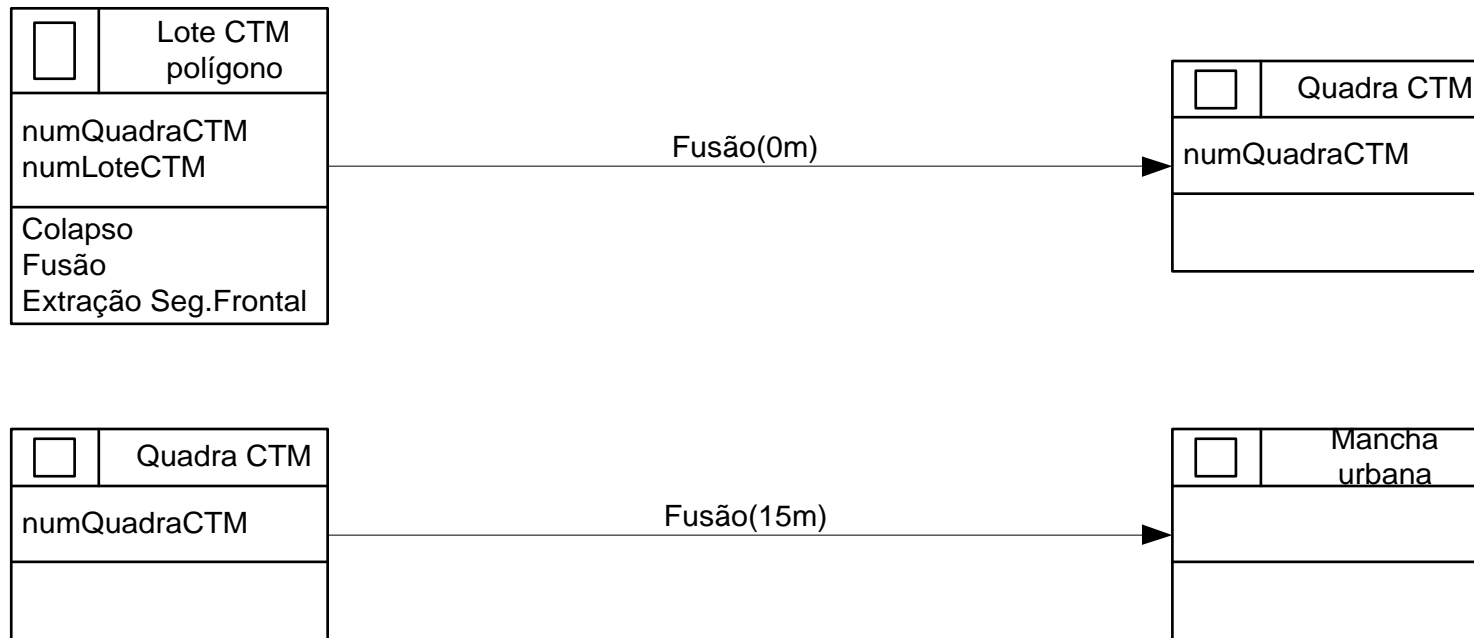 Lote CTM
polígono
numQuadraCTM
numLoteCTM
Colapso
Fusão
Extração Seg.Frontal
Fusão(0m)
Quadra CTM
numQuadraCTM
Quadra CTM
numQuadraCTM
Fusão(15m)
Mancha
urbana